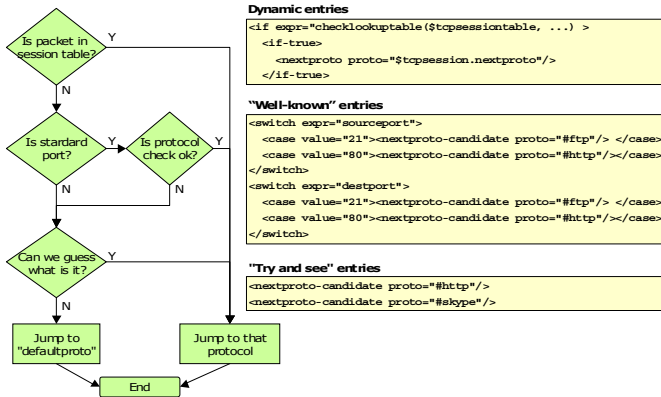 Is packet in
session table?
Y
N
Is stardard
port?
Y
Is protocol
check ok?
Y
N
N
Can we guess
what is it?
Y
N
Jump to
"defaultproto"
Jump to that
protocol
End
Dynamic entries
<if expr="checklookuptable($tcpsessiontable, ...) >
<if-true>
<nextproto proto="$tcpsession.nextproto"/>
</if-true>
“Well-known” entries
<switch expr="sourceport">
<case value="21"><nextproto-candidate proto="#ftp"/> </case>
<case value="80"><nextproto-candidate proto="#http"/></case>
</switch>
<switch expr="destport">
<case value="21"><nextproto-candidate proto="#ftp"/> </case>
<case value="80"><nextproto-candidate proto="#http"/></case>
</switch>
"Try and see" entries
<nextproto-candidate proto="#http"/>
<nextproto-candidate proto="#skype"/>